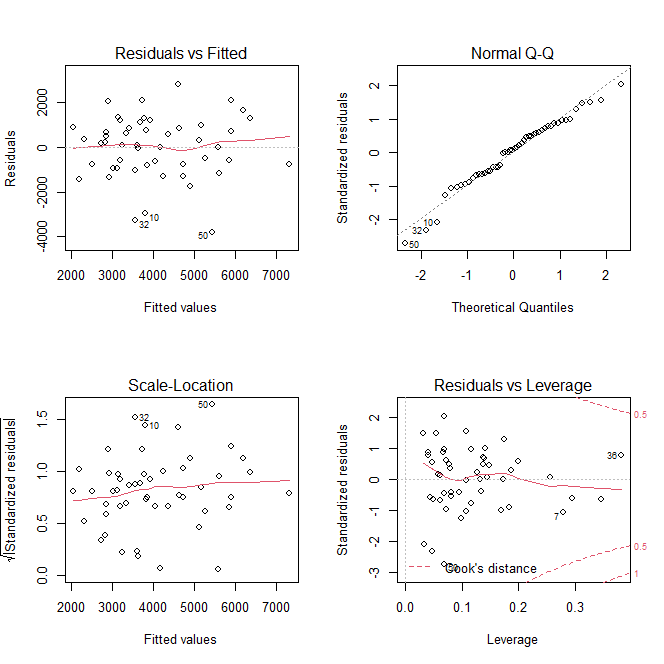 Residuals vs Fitted
Residuals
2000
0
-2000
-4000
10
32
50
2000 3000 4000 5000 6000 7000
Fitted values
Normal Q-Q
Standardized residuals
2
1
0
-1
-2
10
32
50
-2 -1 0 1 2
Theoretical Quantiles
Scale-Location
√|Standardized residuals|
1.5
1.0
0.5
0.0
50
32
10
2000 3000 4000 5000 6000 7000
Fitted values
Residuals vs Leverage
Standardized residuals
2
1
0
-1
-2
-3
0.5
36
7
0.5
Cook's distance
1
0.0 0.1 0.2 0.3
Leverage